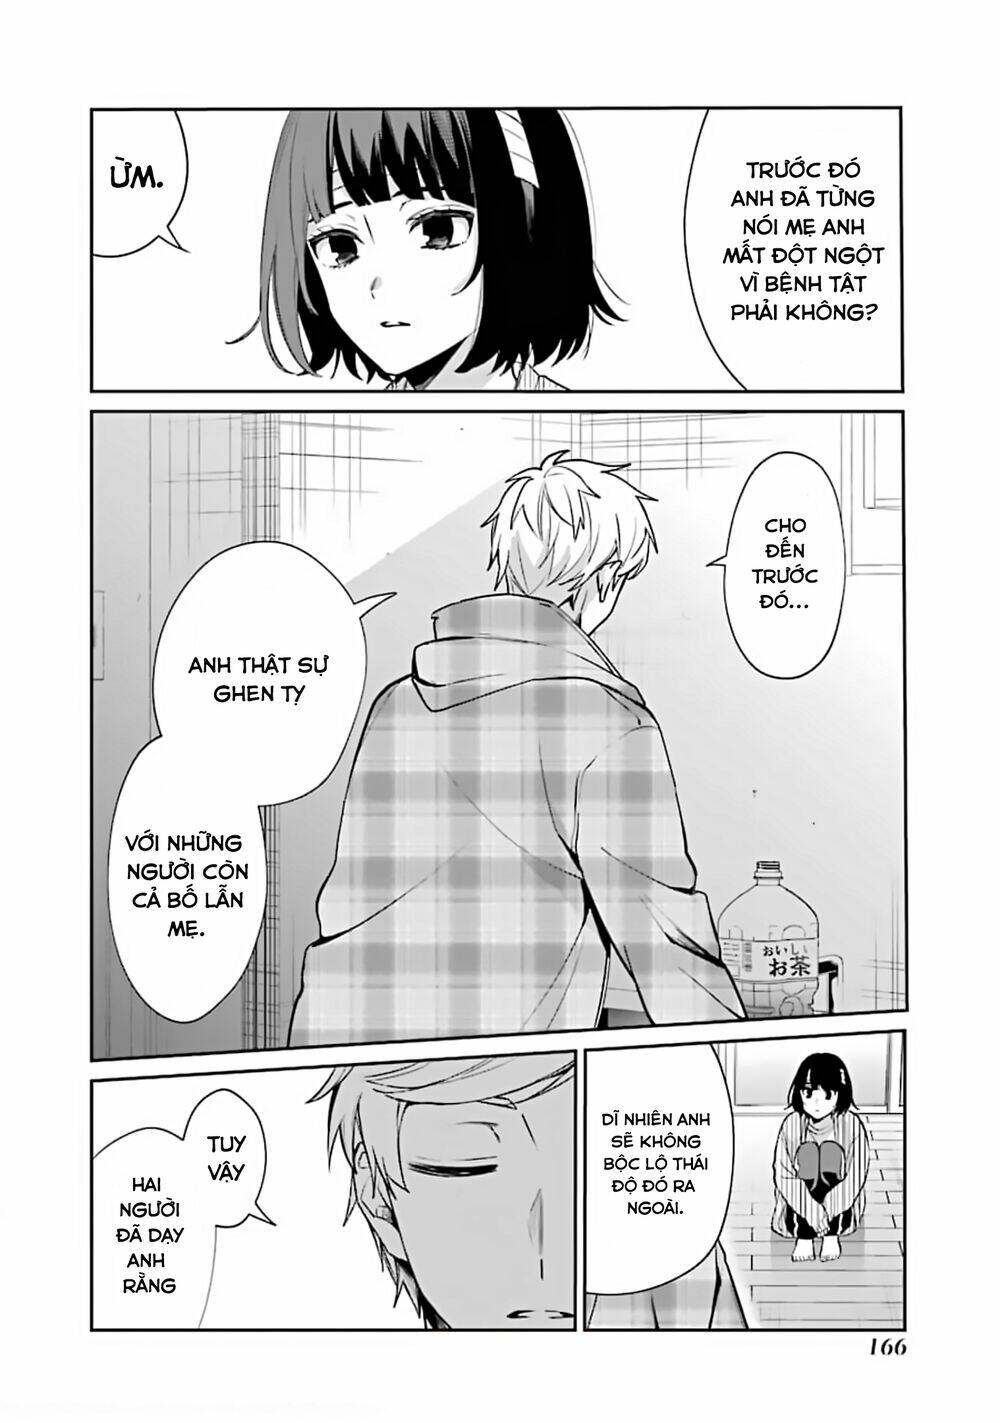 TRƯỚC ĐÓ
ANH ĐÃ TỪNG
NÓI MẸ ANH
MẤT ĐỘT NGỘT
VÌ BỆNH TẬT
PHẢI KHÔNG?
ỪM.
CHO
ĐẾN
TRƯỚC
ĐÓ...
ANH THẬT SỰ
GHEN TỴ
VỚI NHỮNG
NGƯỜI CÒN
CẢ BỐ LẪN
MẸ.
おいしい
お茶
DĨ NHIÊN ANH
SẼ KHÔNG
BỘC LỘ THÁI
ĐỘ ĐÓ RA
NGOÀI.
TUY
VẬY
HAI
NGƯỜI
ĐÃ DẠY
ANH
RẰNG
166